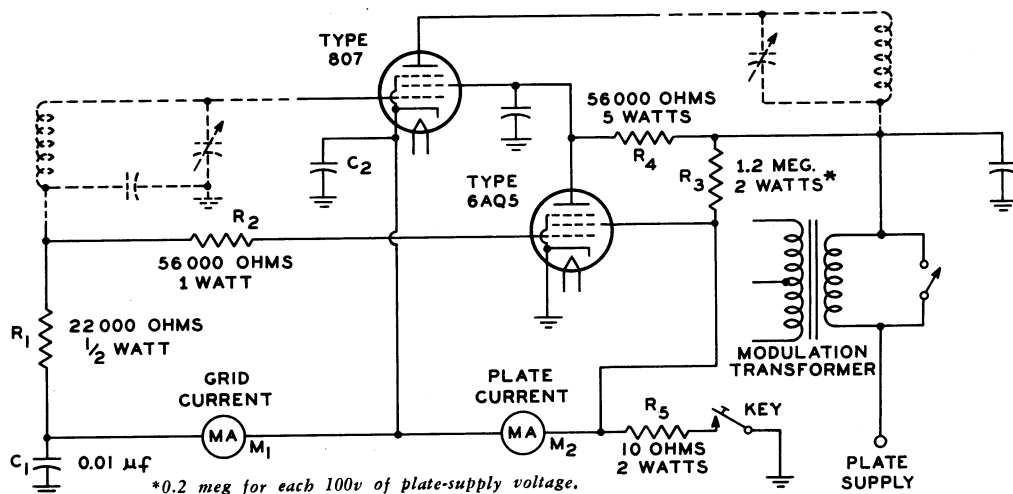 TYPE
807
56000 OHMS
5 WATTS
R4
C2
R3
1.2 MEG.
2 WATTS*
TYPE
6AQ5
R2
56000 OHMS
1 WATT
R1
22000 OHMS
1/2 WATT
MODULATION
TRANSFORMER
GRID
CURRENT
MA
M1
PLATE
CURRENT
MA
M2
R5
10 OHMS
2 WATTS
KEY
C1
0.01 µf
PLATE
SUPPLY
*0.2 meg for each 100v of plate-supply voltage.